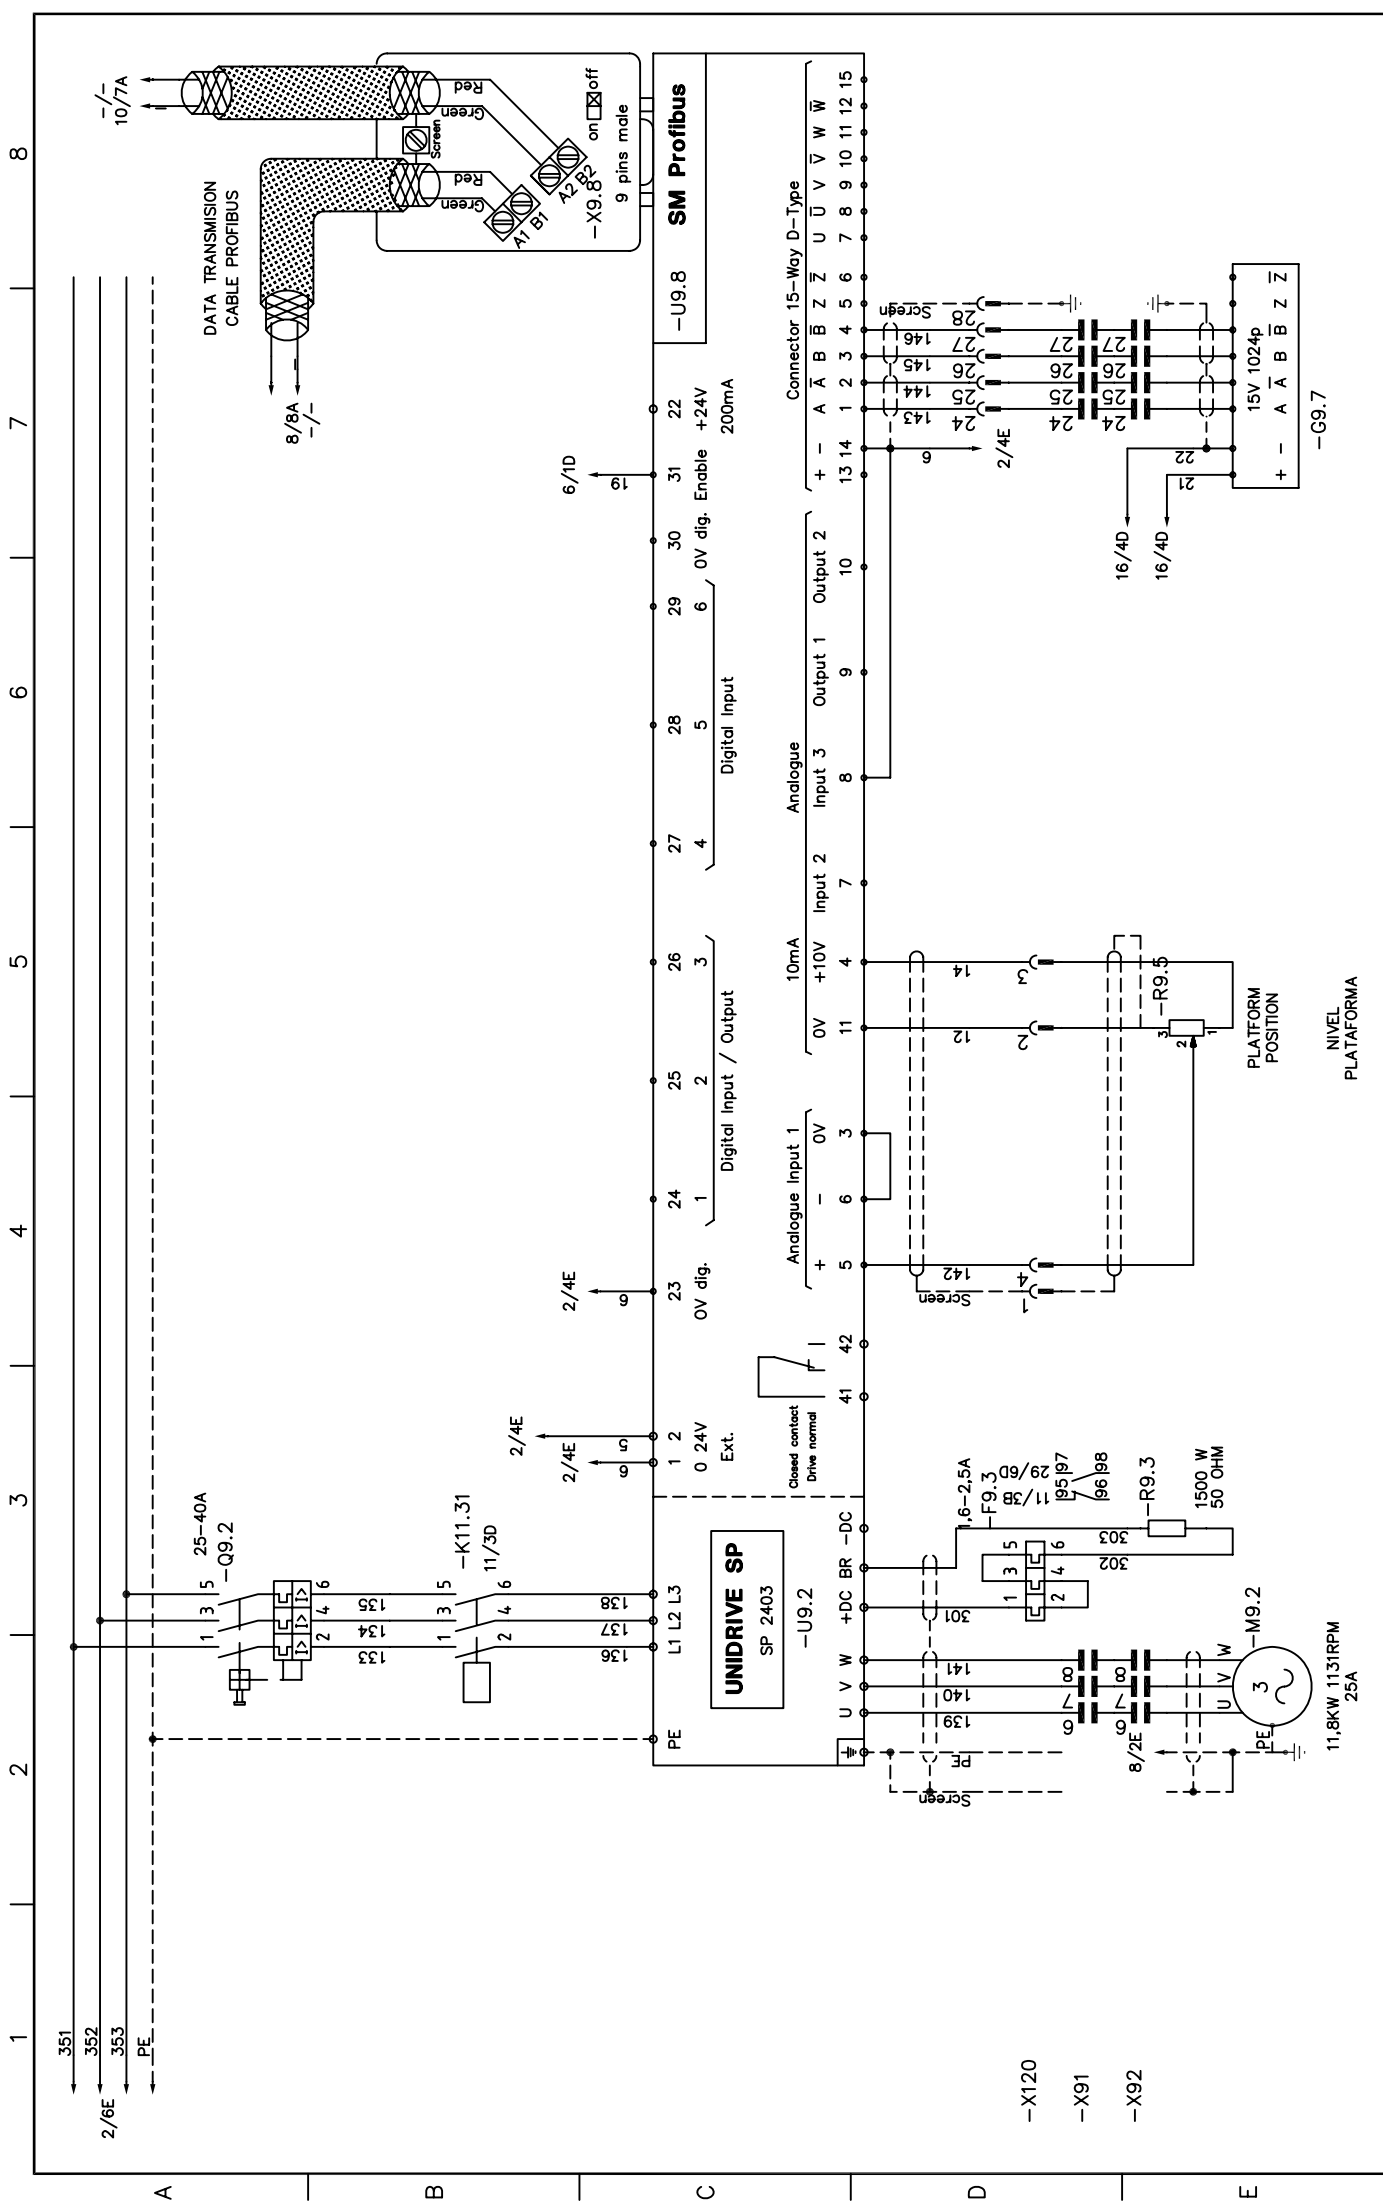 1 2 3 4 5 6 7 8
A
B
C
D
E
351
352
353
PE
2/6E
25-40A
-Q9.2
1 3 5
2 4 6
I> I> I>
133 134 135
-K11.31
11/3D
1 3 5
2 4 6
136 137 138
PE L1 L2 L3
UNIDRIVE SP
SP 2403
-U9.2
2/4E
2/4E
6 5
1 2
0 24V
Ext.
2/4E
6
23
0V dig.
24 25 26
1 2 3
Digital Input / Output
27 28 29
4 5 6
Digital Input
30
0V dig.
6/1D
19
31
Enable
22
+24V
200mA
DATA TRANSMISION
CABLE PROFIBUS
8/8A
-/-
-/-
10/7A
Green
Red
Screen
Green
Red
A1 B1
A2 B2
-X9.8
on off
9 pins male
-U9.8
SM Profibus
Closed contact
Drive normal
41 42
Analogue Input 1
+ - 0V
5 6 3
10mA
0V +10V
11 4
Analogue
Input 2 Input 3 Output 1 Output 2
7 8 9 10
Connector 15-Way D-Type
+ - A A B B Z Z U U V V W W
13 14 1 2 3 4 5 6 7 8 9 10 11 12 15
U V W +DC BR -DC
Screen
PE
139 140 141
301
1,6-2,5A
-F9.3
11/3B
29/6D
95 97
96 98
1 3 5
2 4 6
302 303
-R9.3
1500 W
50 OHM
6 7 8
6 7 8
8/2E
U V W
PE
3
-M9.2
11,8KW 1131RPM
25A
Screen
142
12
14
1 4 2 3
3
2
1
-R9.5
PLATFORM
POSITION
NIVEL
PLATAFORMA
6
2/4E
143 144 145 146
Screen
24 25 26 27 28
24 25 26 27
24 25 26 27
16/4D
16/4D
21
22
15V 1024p
+ - A A B B Z Z
-G9.7
-X120
-X91
-X92